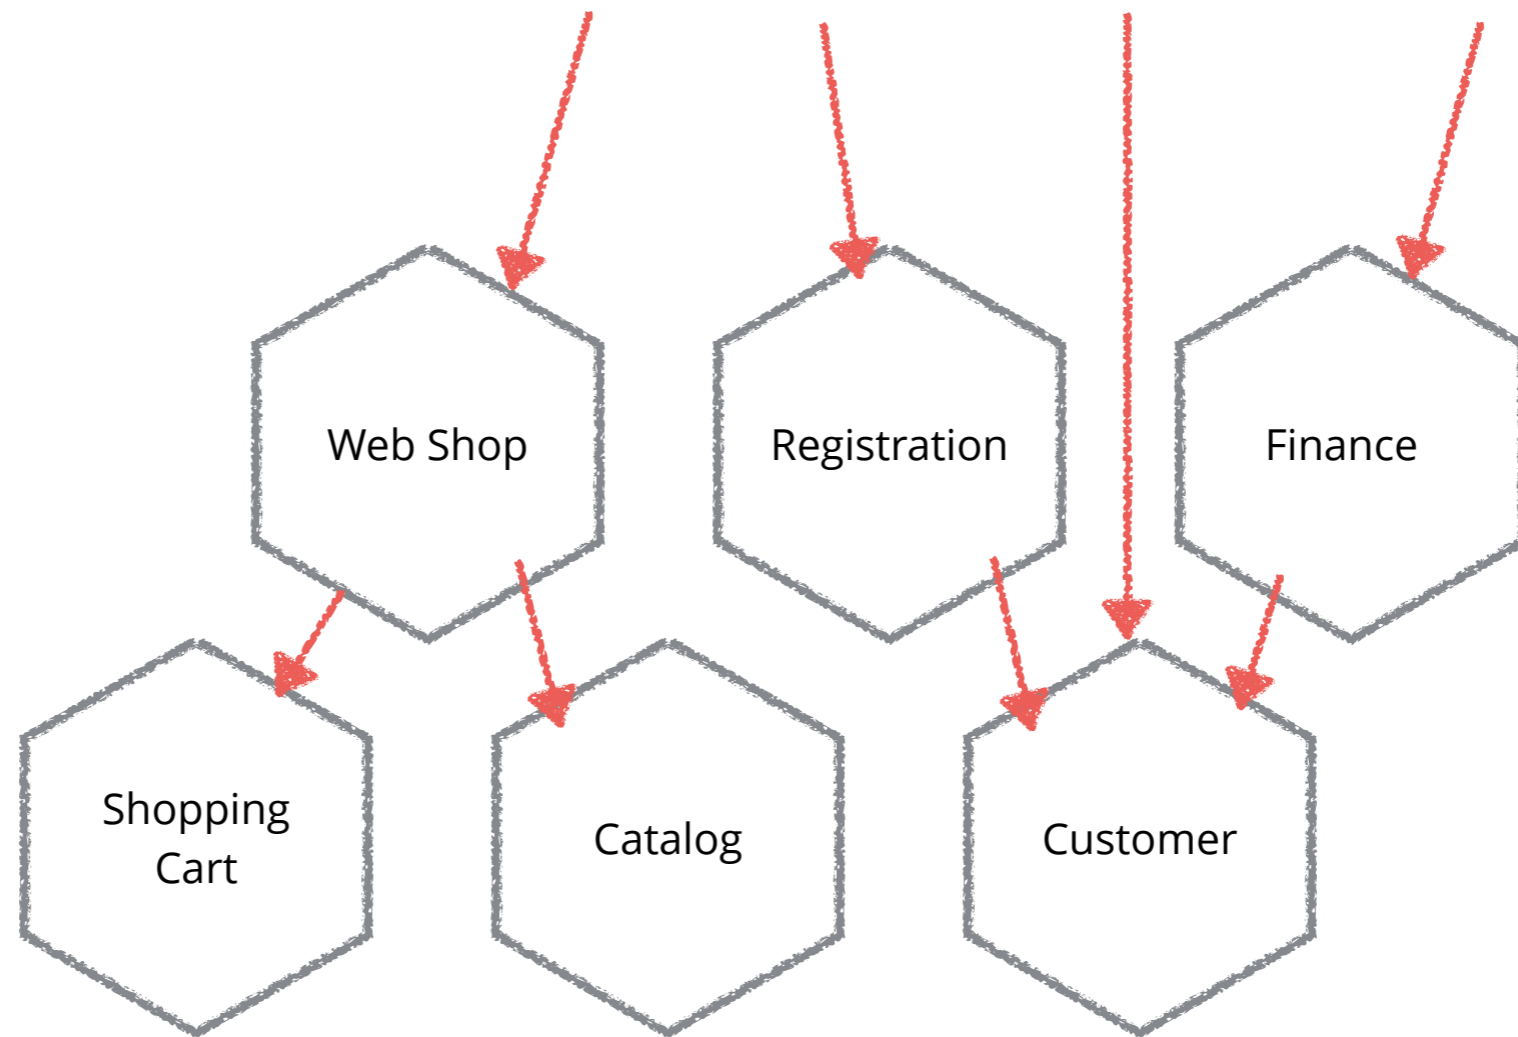 Web Shop
Registration
Finance
Shopping
Cart
Catalog
Customer